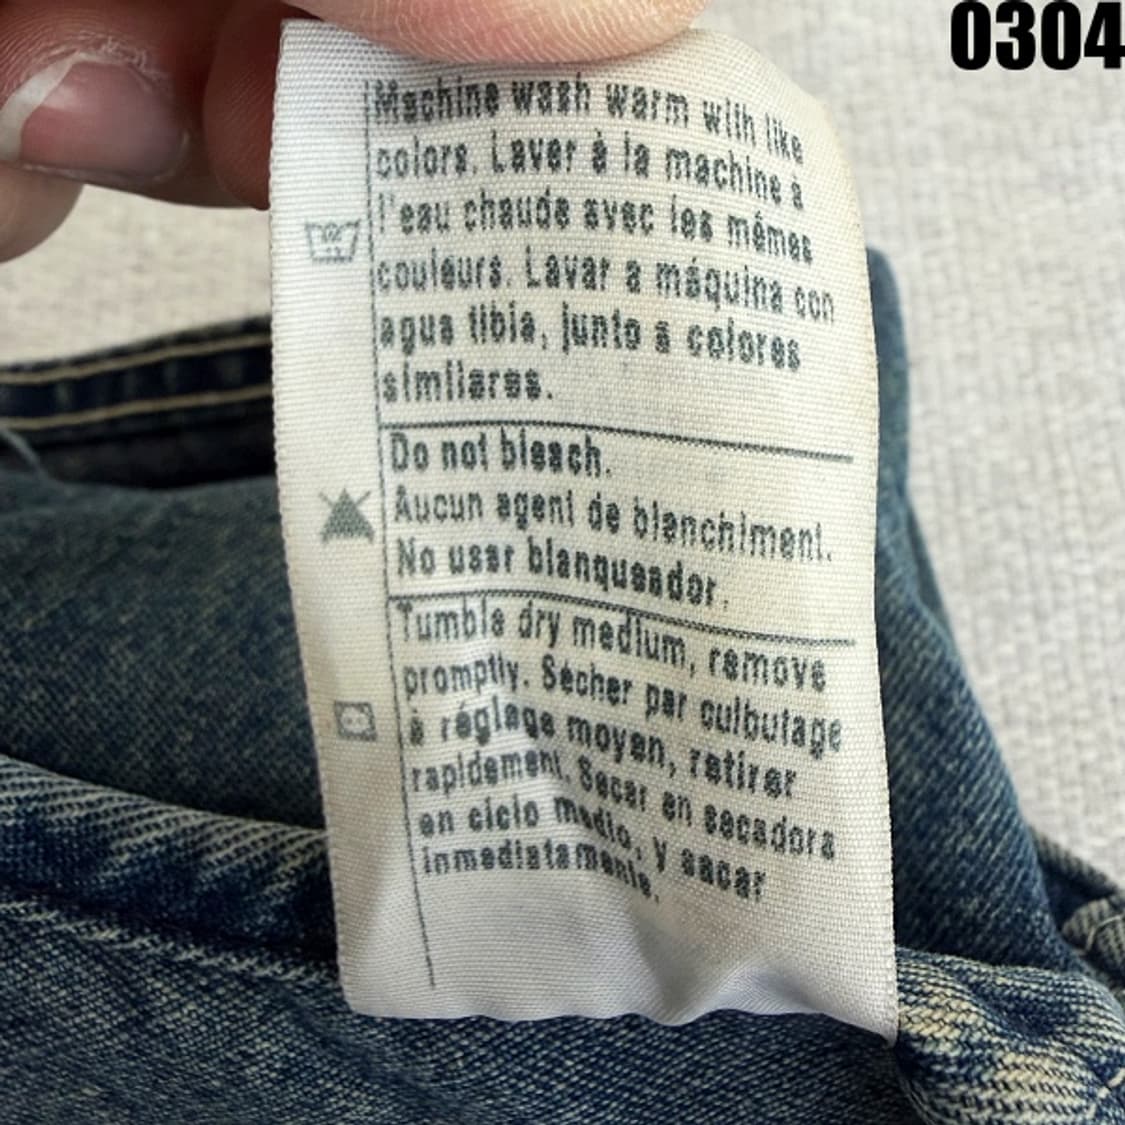 0304
Machine wash warm with like
colors. Laver à la machine à
l'eau chaude avec les mêmes
couleurs. Lavar a máquina con
agua tibia, junto a colores
similares.
Do not bleach.
Aucun agent de blanchiment.
No usar blanqueador.
Tumble dry medium, remove
promptly. Sécher par culbutage
à réglage moyen, retirer
rapidement. Secar en secadora
en ciclo medio, y sacar
inmediatamente.